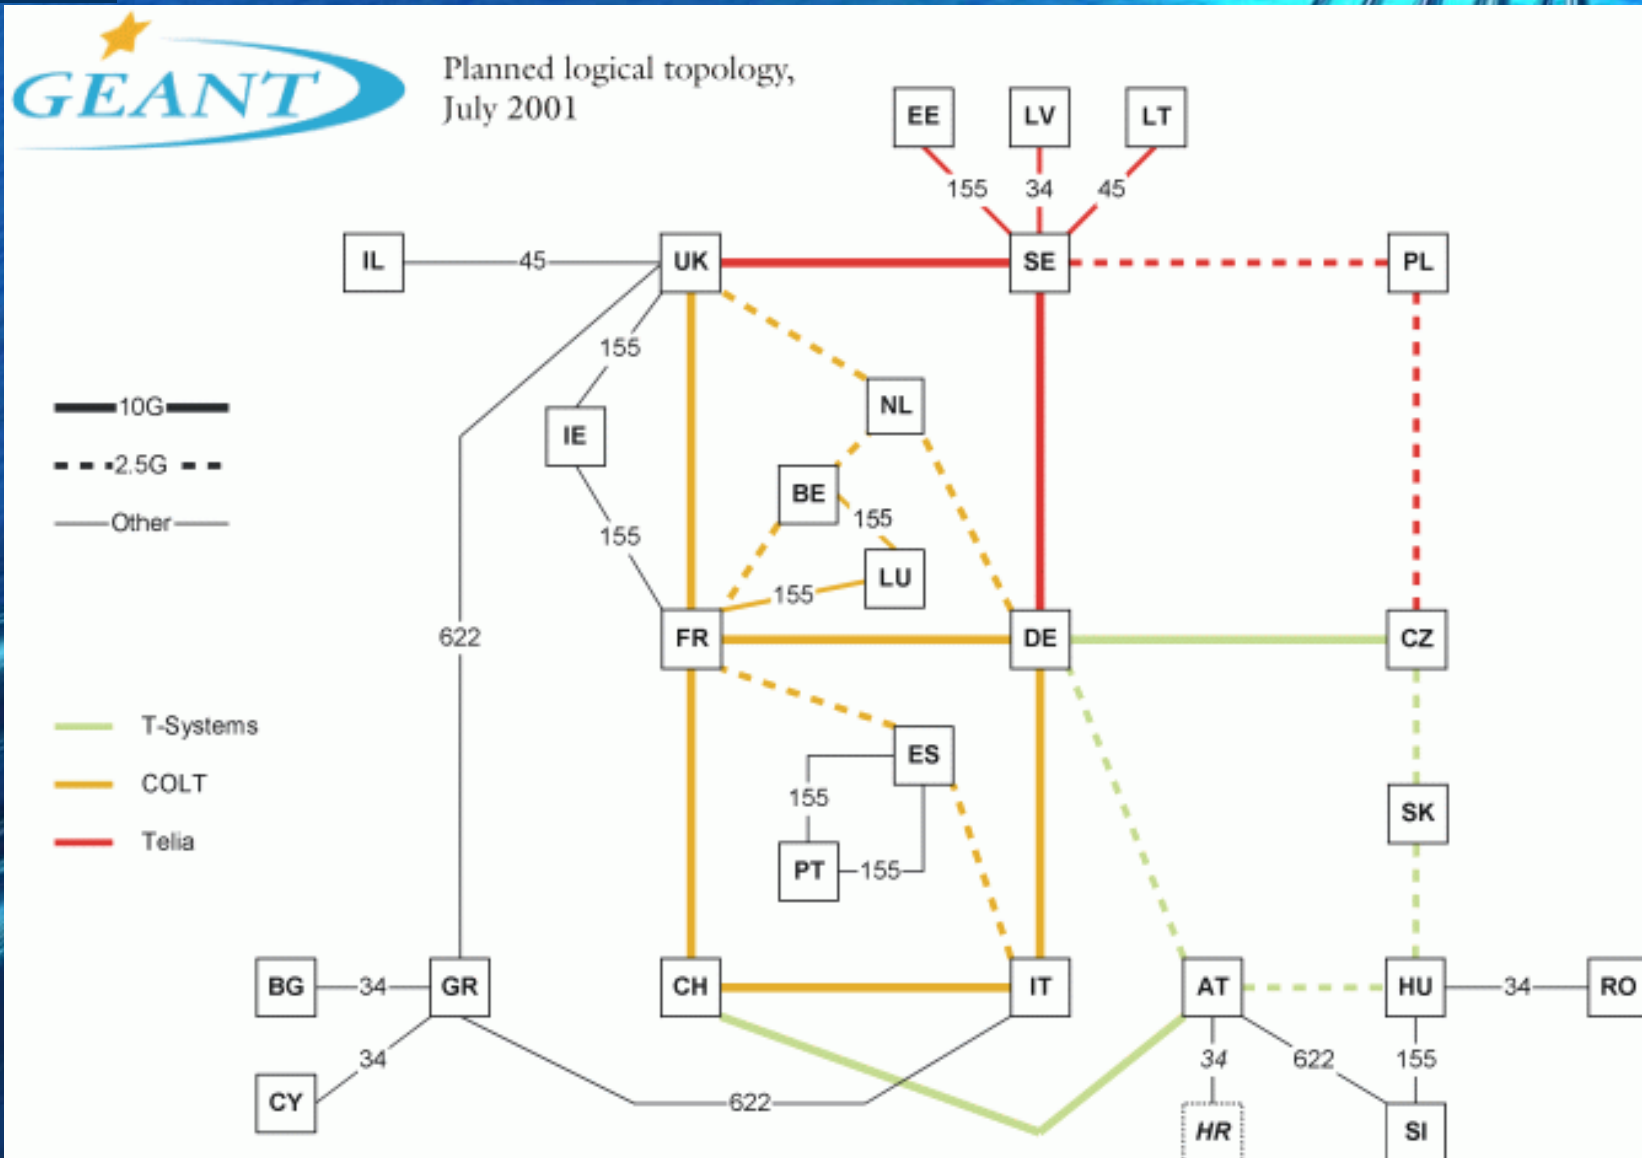 GEANT
Planned logical topology,
July 2001
EE
LV
LT
155
34
45
IL
45
UK
SE
PL
155
NL
10G
IE
2.5G
BE
155
Other
155
LU
155
622
FR
DE
CZ
T-Systems
ES
COLT
155
SK
Telia
PT
155
BG
34
GR
CH
IT
AT
HU
34
RO
34
34
622
155
CY
622
HR
SI